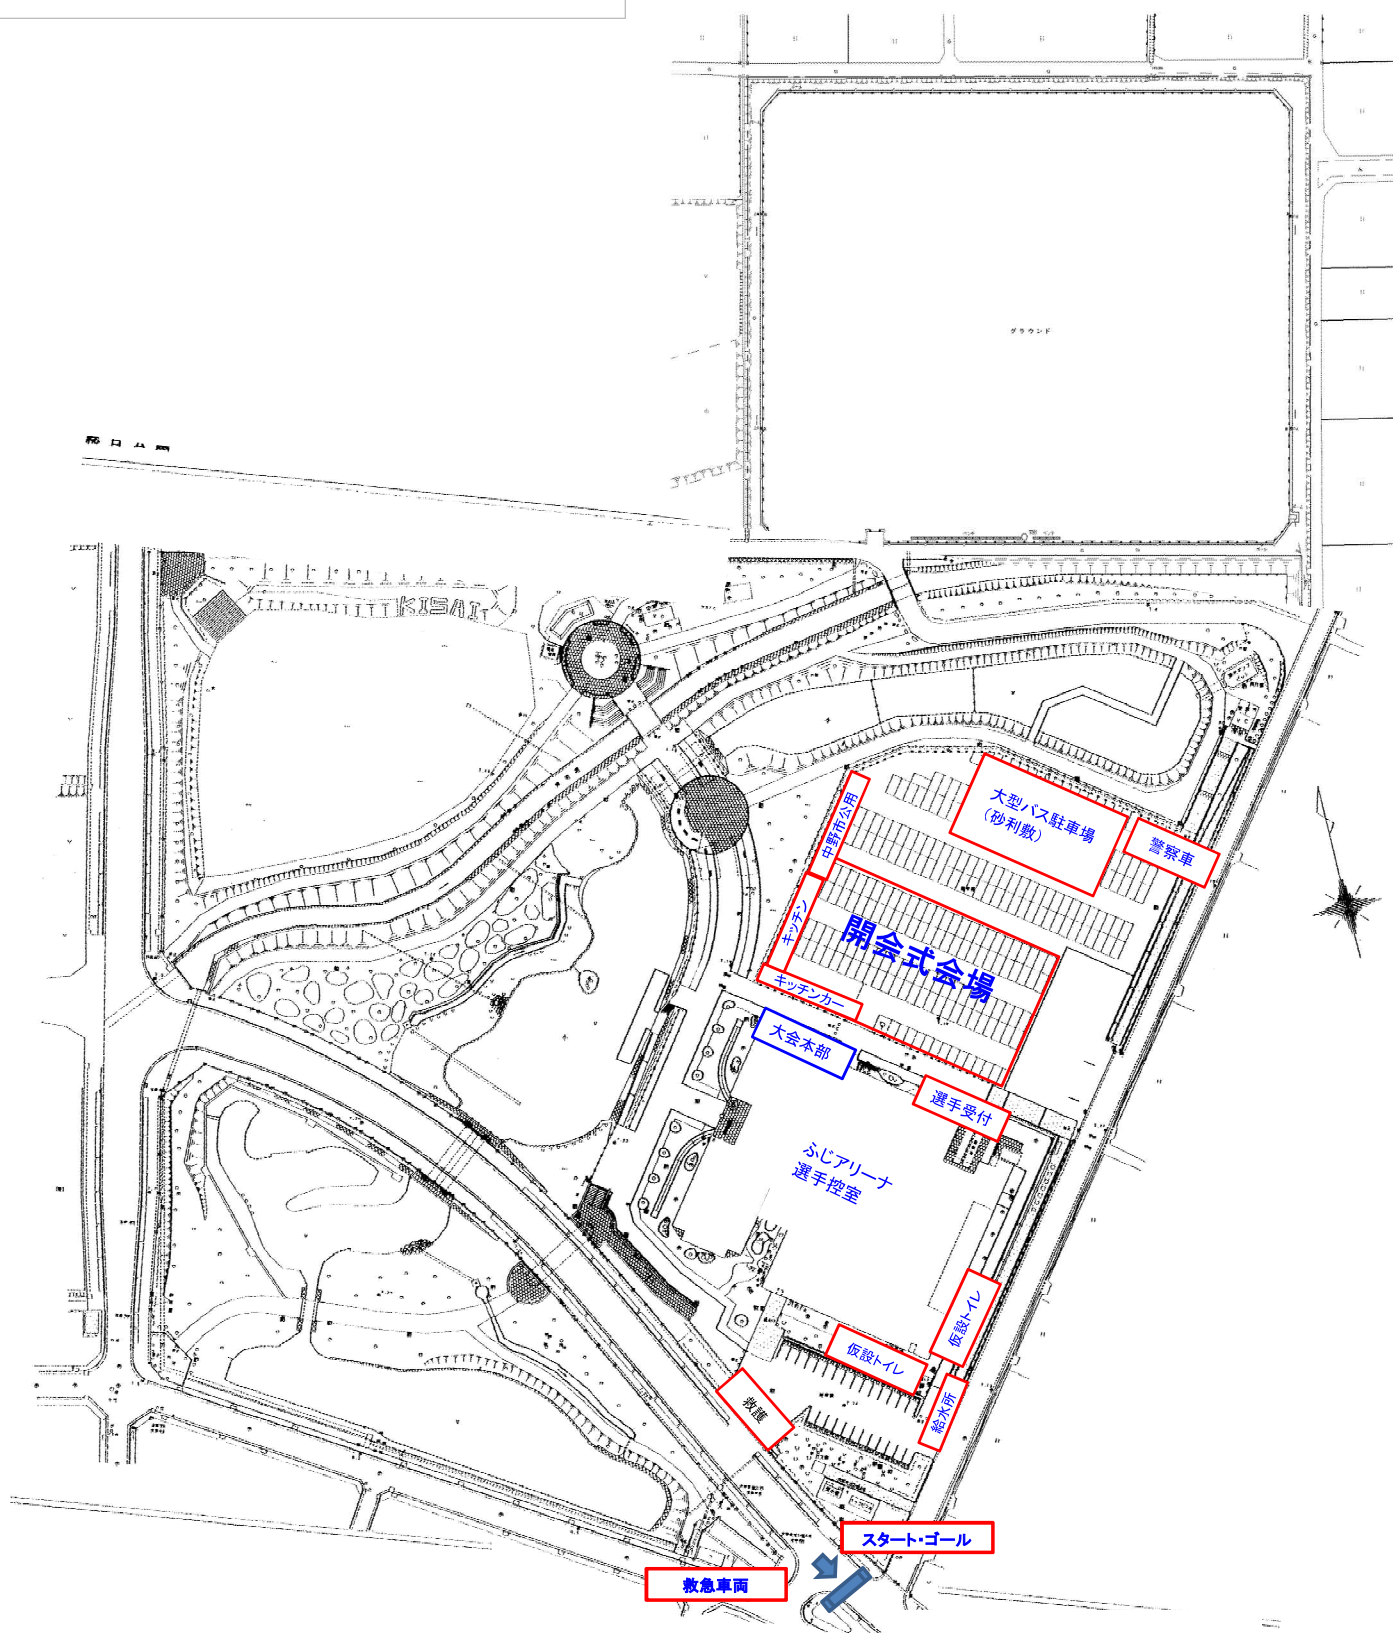 グラウンド
KISAI
大型バス駐車場
（砂利敷）
中野市公用
警察車
キッチン
開会式会場
キッチンカー
大会本部
選手受付
ふじアリーナ
選手控室
仮設トイレ
仮設トイレ
給水所
救護
スタート・ゴール
救急車両